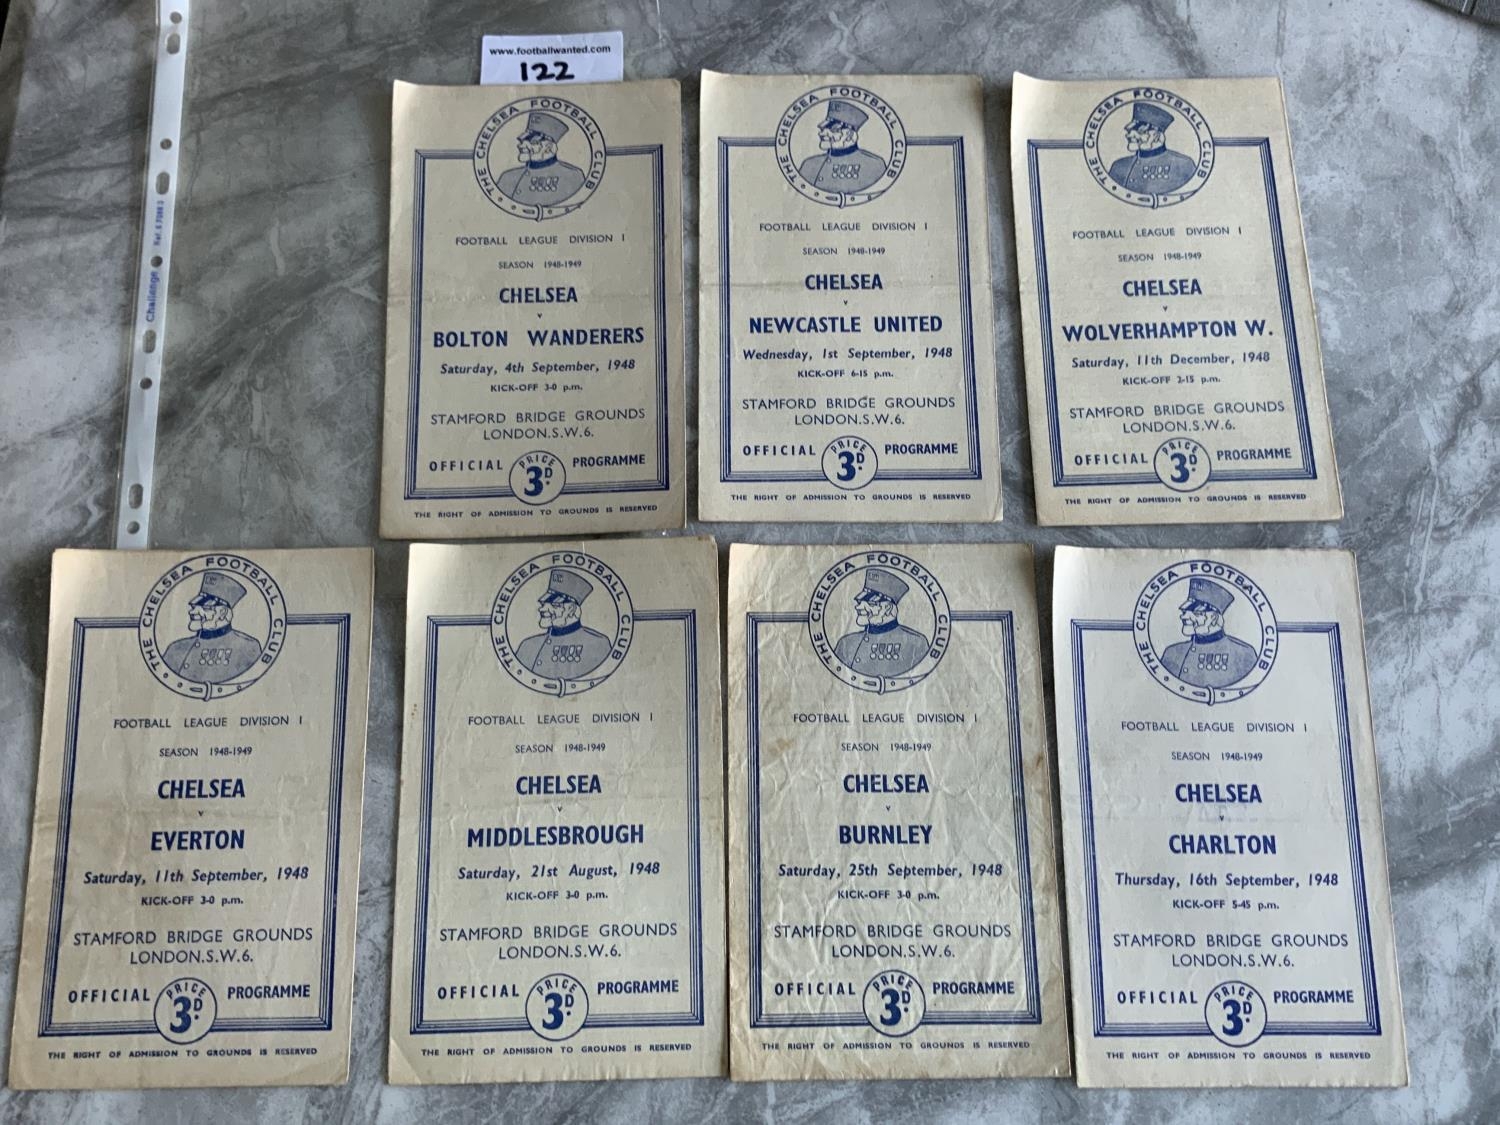 www.footballwanted.com
122
Challenge Ref. 67088 3
THE CHELSEA FOOTBALL CLUB
FOOTBALL LEAGUE DIVISION I
SEASON 1948-1949
CHELSEA
v
BOLTON WANDERERS
Saturday, 4th September, 1948
KICK-OFF 3-0 p.m.
STAMFORD BRIDGE GROUNDS
LONDON.S.W.6.
OFFICIAL PRICE 3D. PROGRAMME
THE RIGHT OF ADMISSION TO GROUNDS IS RESERVED
THE CHELSEA FOOTBALL CLUB
FOOTBALL LEAGUE DIVISION I
SEASON 1948-1949
CHELSEA
v
NEWCASTLE UNITED
Wednesday, 1st September, 1948
KICK-OFF 6-15 p.m.
STAMFORD BRIDGE GROUNDS
LONDON.S.W.6.
OFFICIAL PRICE 3D. PROGRAMME
THE RIGHT OF ADMISSION TO GROUNDS IS RESERVED
THE CHELSEA FOOTBALL CLUB
FOOTBALL LEAGUE DIVISION I
SEASON 1948-1949
CHELSEA
v
WOLVERHAMPTON W.
Saturday, 11th December, 1948
KICK-OFF 2-15 p.m.
STAMFORD BRIDGE GROUNDS
LONDON.S.W.6.
OFFICIAL PRICE 3D. PROGRAMME
THE RIGHT OF ADMISSION TO GROUNDS IS RESERVED
THE CHELSEA FOOTBALL CLUB
FOOTBALL LEAGUE DIVISION I
SEASON 1948-1949
CHELSEA
v
EVERTON
Saturday, 11th September, 1948
KICK-OFF 3-0 p.m.
STAMFORD BRIDGE GROUNDS
LONDON.S.W.6.
OFFICIAL PRICE 3D. PROGRAMME
THE RIGHT OF ADMISSION TO GROUNDS IS RESERVED
THE CHELSEA FOOTBALL CLUB
FOOTBALL LEAGUE DIVISION I
SEASON 1948-1949
CHELSEA
v
MIDDLESBROUGH
Saturday, 21st August, 1948
KICK-OFF 3-0 p.m.
STAMFORD BRIDGE GROUNDS
LONDON.S.W.6.
OFFICIAL PRICE 3D. PROGRAMME
THE RIGHT OF ADMISSION TO GROUNDS IS RESERVED
THE CHELSEA FOOTBALL CLUB
FOOTBALL LEAGUE DIVISION I
SEASON 1948-1949
CHELSEA
v
BURNLEY
Saturday, 25th September, 1948
KICK-OFF 3-0 p.m.
STAMFORD BRIDGE GROUNDS
LONDON.S.W.6.
OFFICIAL PRICE 3D. PROGRAMME
THE RIGHT OF ADMISSION TO GROUNDS IS RESERVED
THE CHELSEA FOOTBALL CLUB
FOOTBALL LEAGUE DIVISION I
SEASON 1948-1949
CHELSEA
v
CHARLTON
Thursday, 16th September, 1948
KICK-OFF 5-45 p.m.
STAMFORD BRIDGE GROUNDS
LONDON.S.W.6.
OFFICIAL PRICE 3D. PROGRAMME
THE RIGHT OF ADMISSION TO GROUNDS IS RESERVED